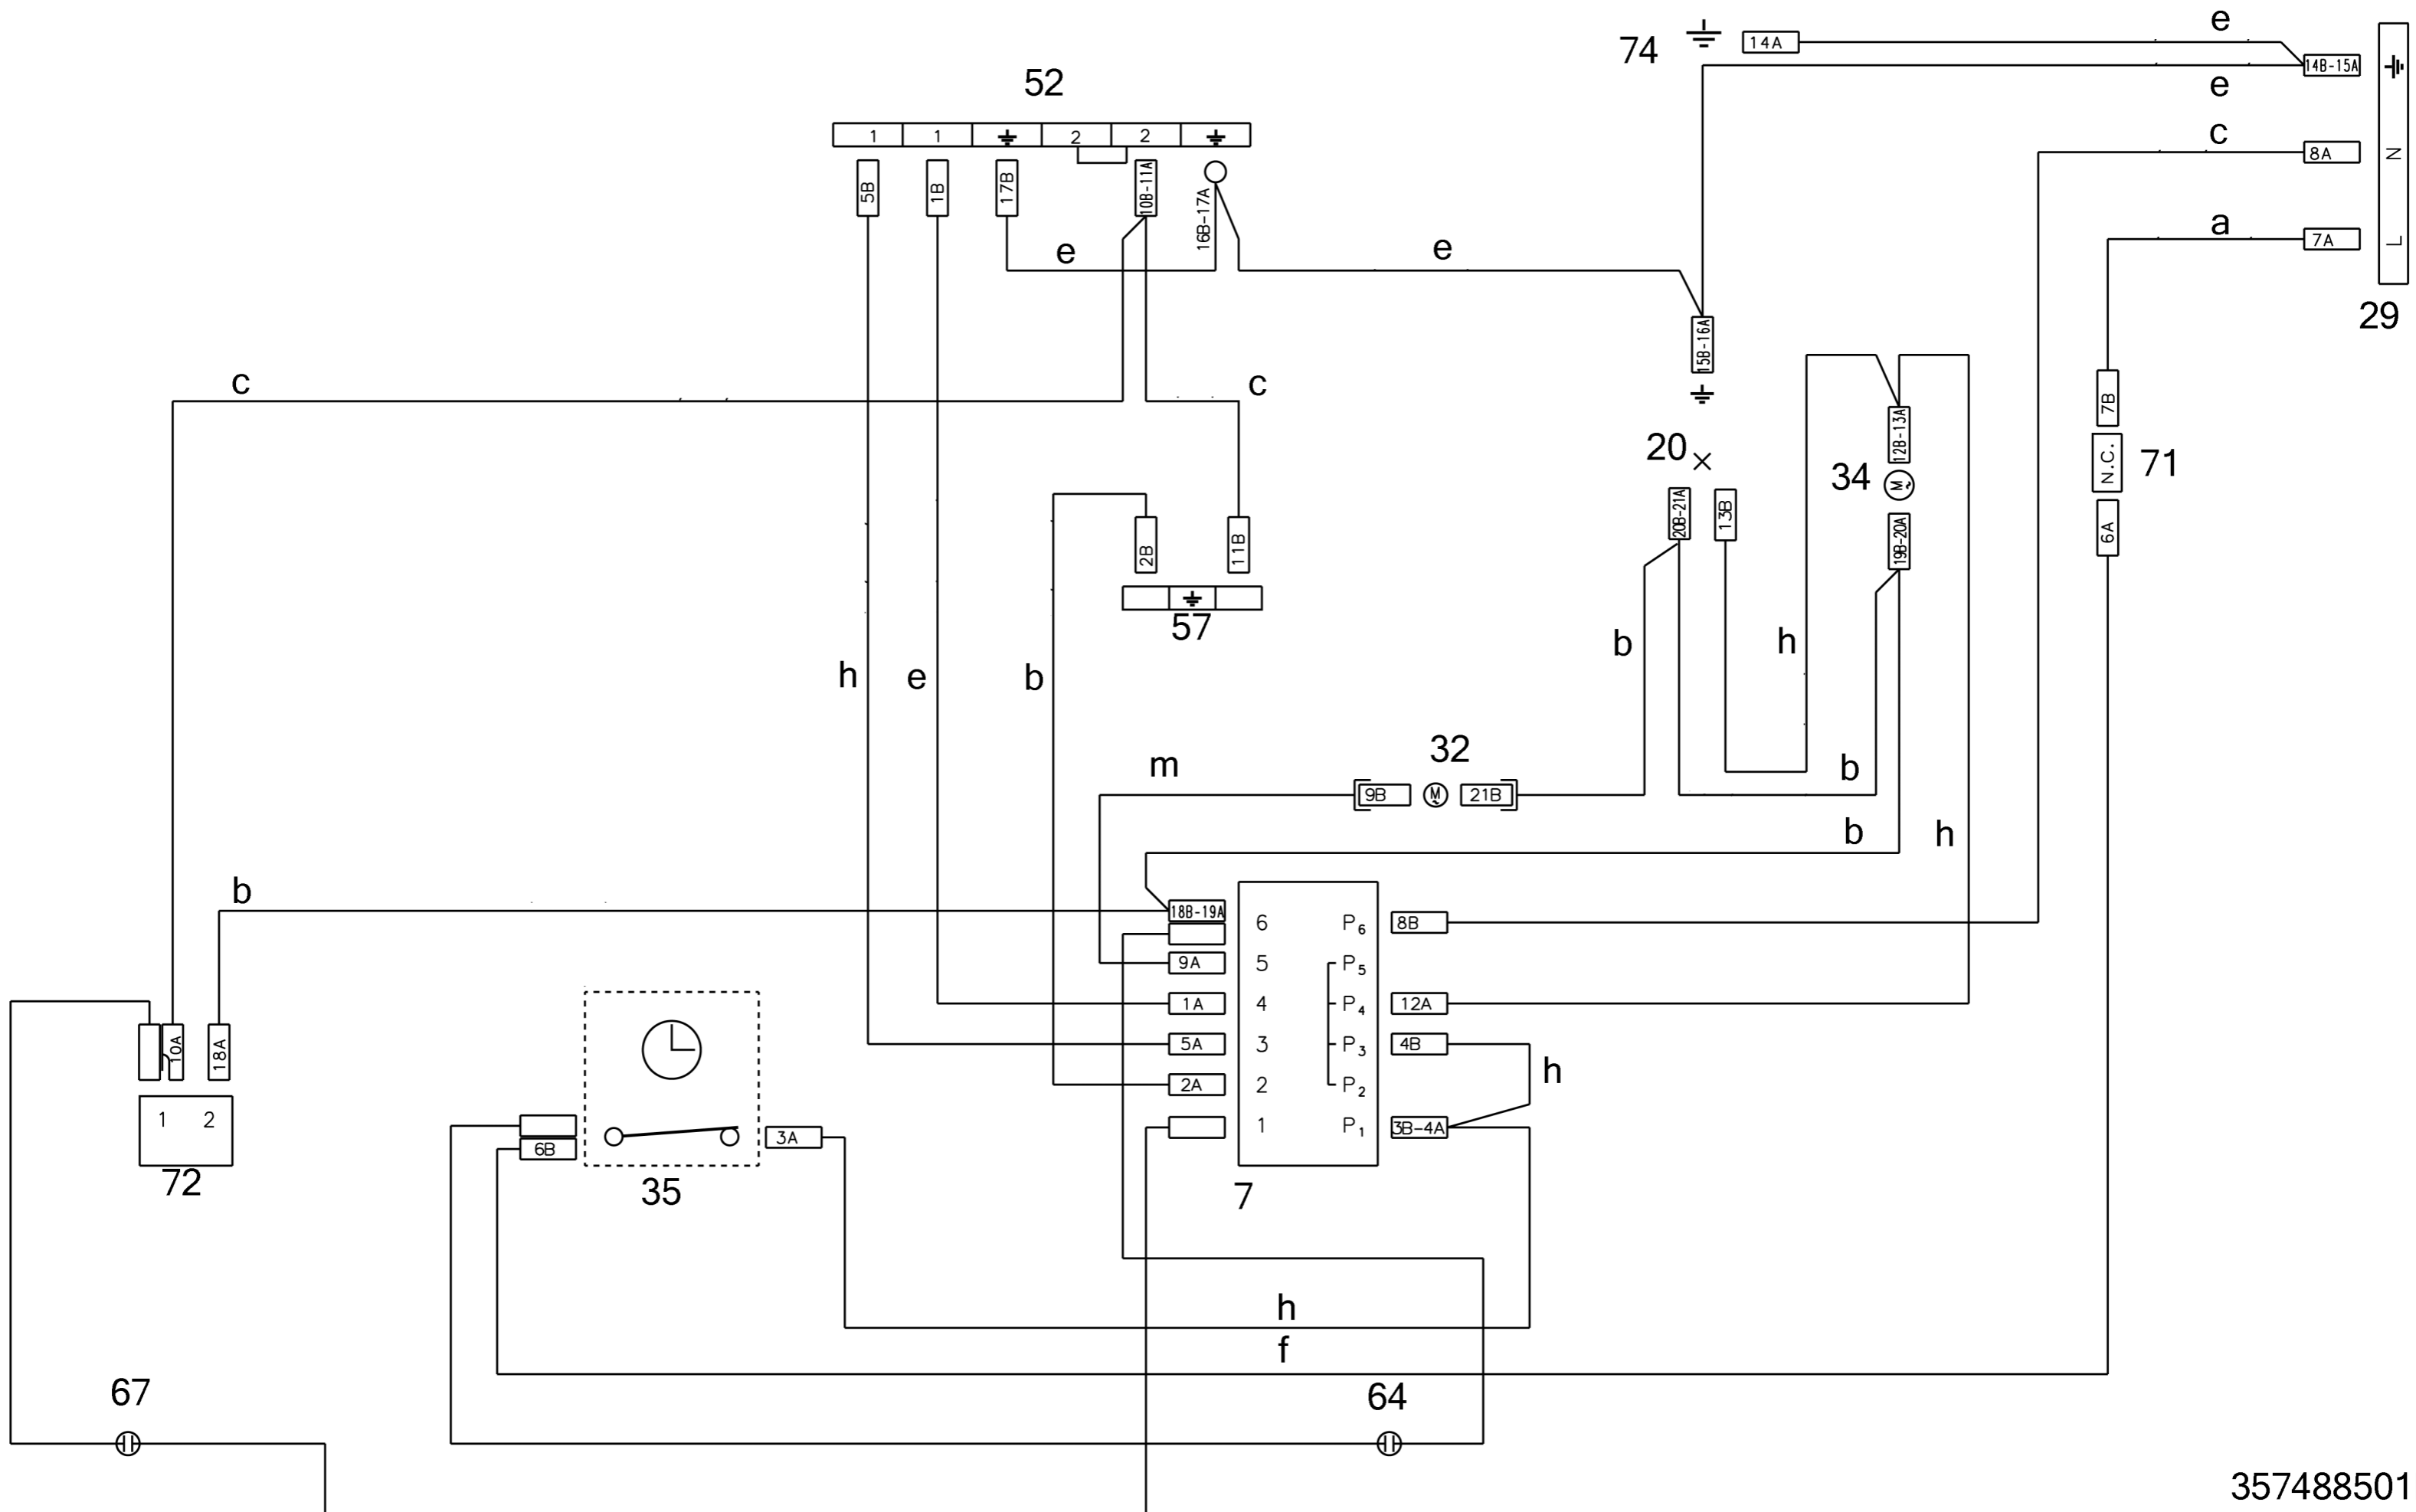 e
74
14A
14B-15A
e
52
1 1 2 2
c
8A
N
5B
1B
17B
10B-11A
16B-17A
a
7A
L
e
e
29
15B-16A
c
c
7B
12B-13A
20
34
M
N.C.
71
20B-21A
13B
19B-20A
6A
2B
11B
57
b
h
h
e
b
32
m
b
9B
M
21B
b
h
b
18B-19A
6
P6
8B
9A
5
P5
1A
4
P4
12A
10A
18A
5A
3
P3
4B
h
2A
2
P2
1 2
6B
3A
1
P1
3B-4A
72
35
7
h
f
67
64
357488501